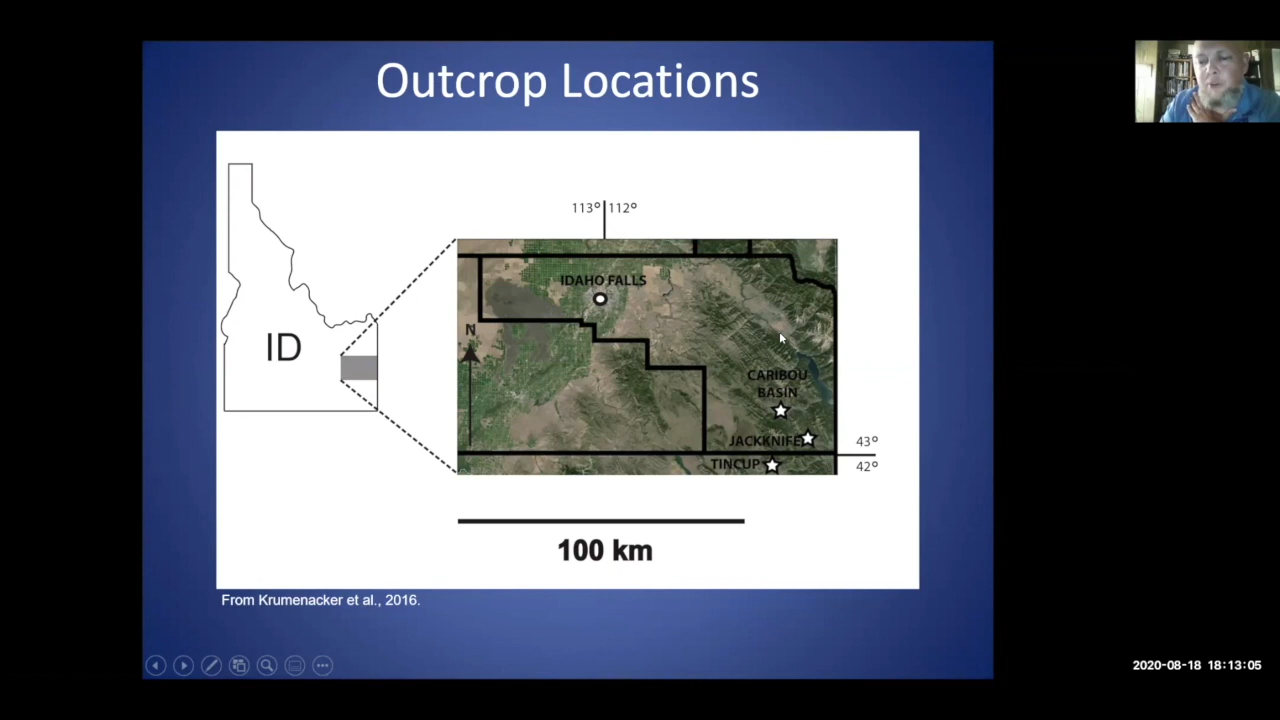 Outcrop Locations
113° 112°
IDAHO FALLS
N
ID
CARIBOU
BASIN
JACKKNIFE
43°
TINCUP
42°
100 km
From Krumenacker et al., 2016.
2020-08-18 18:13:05